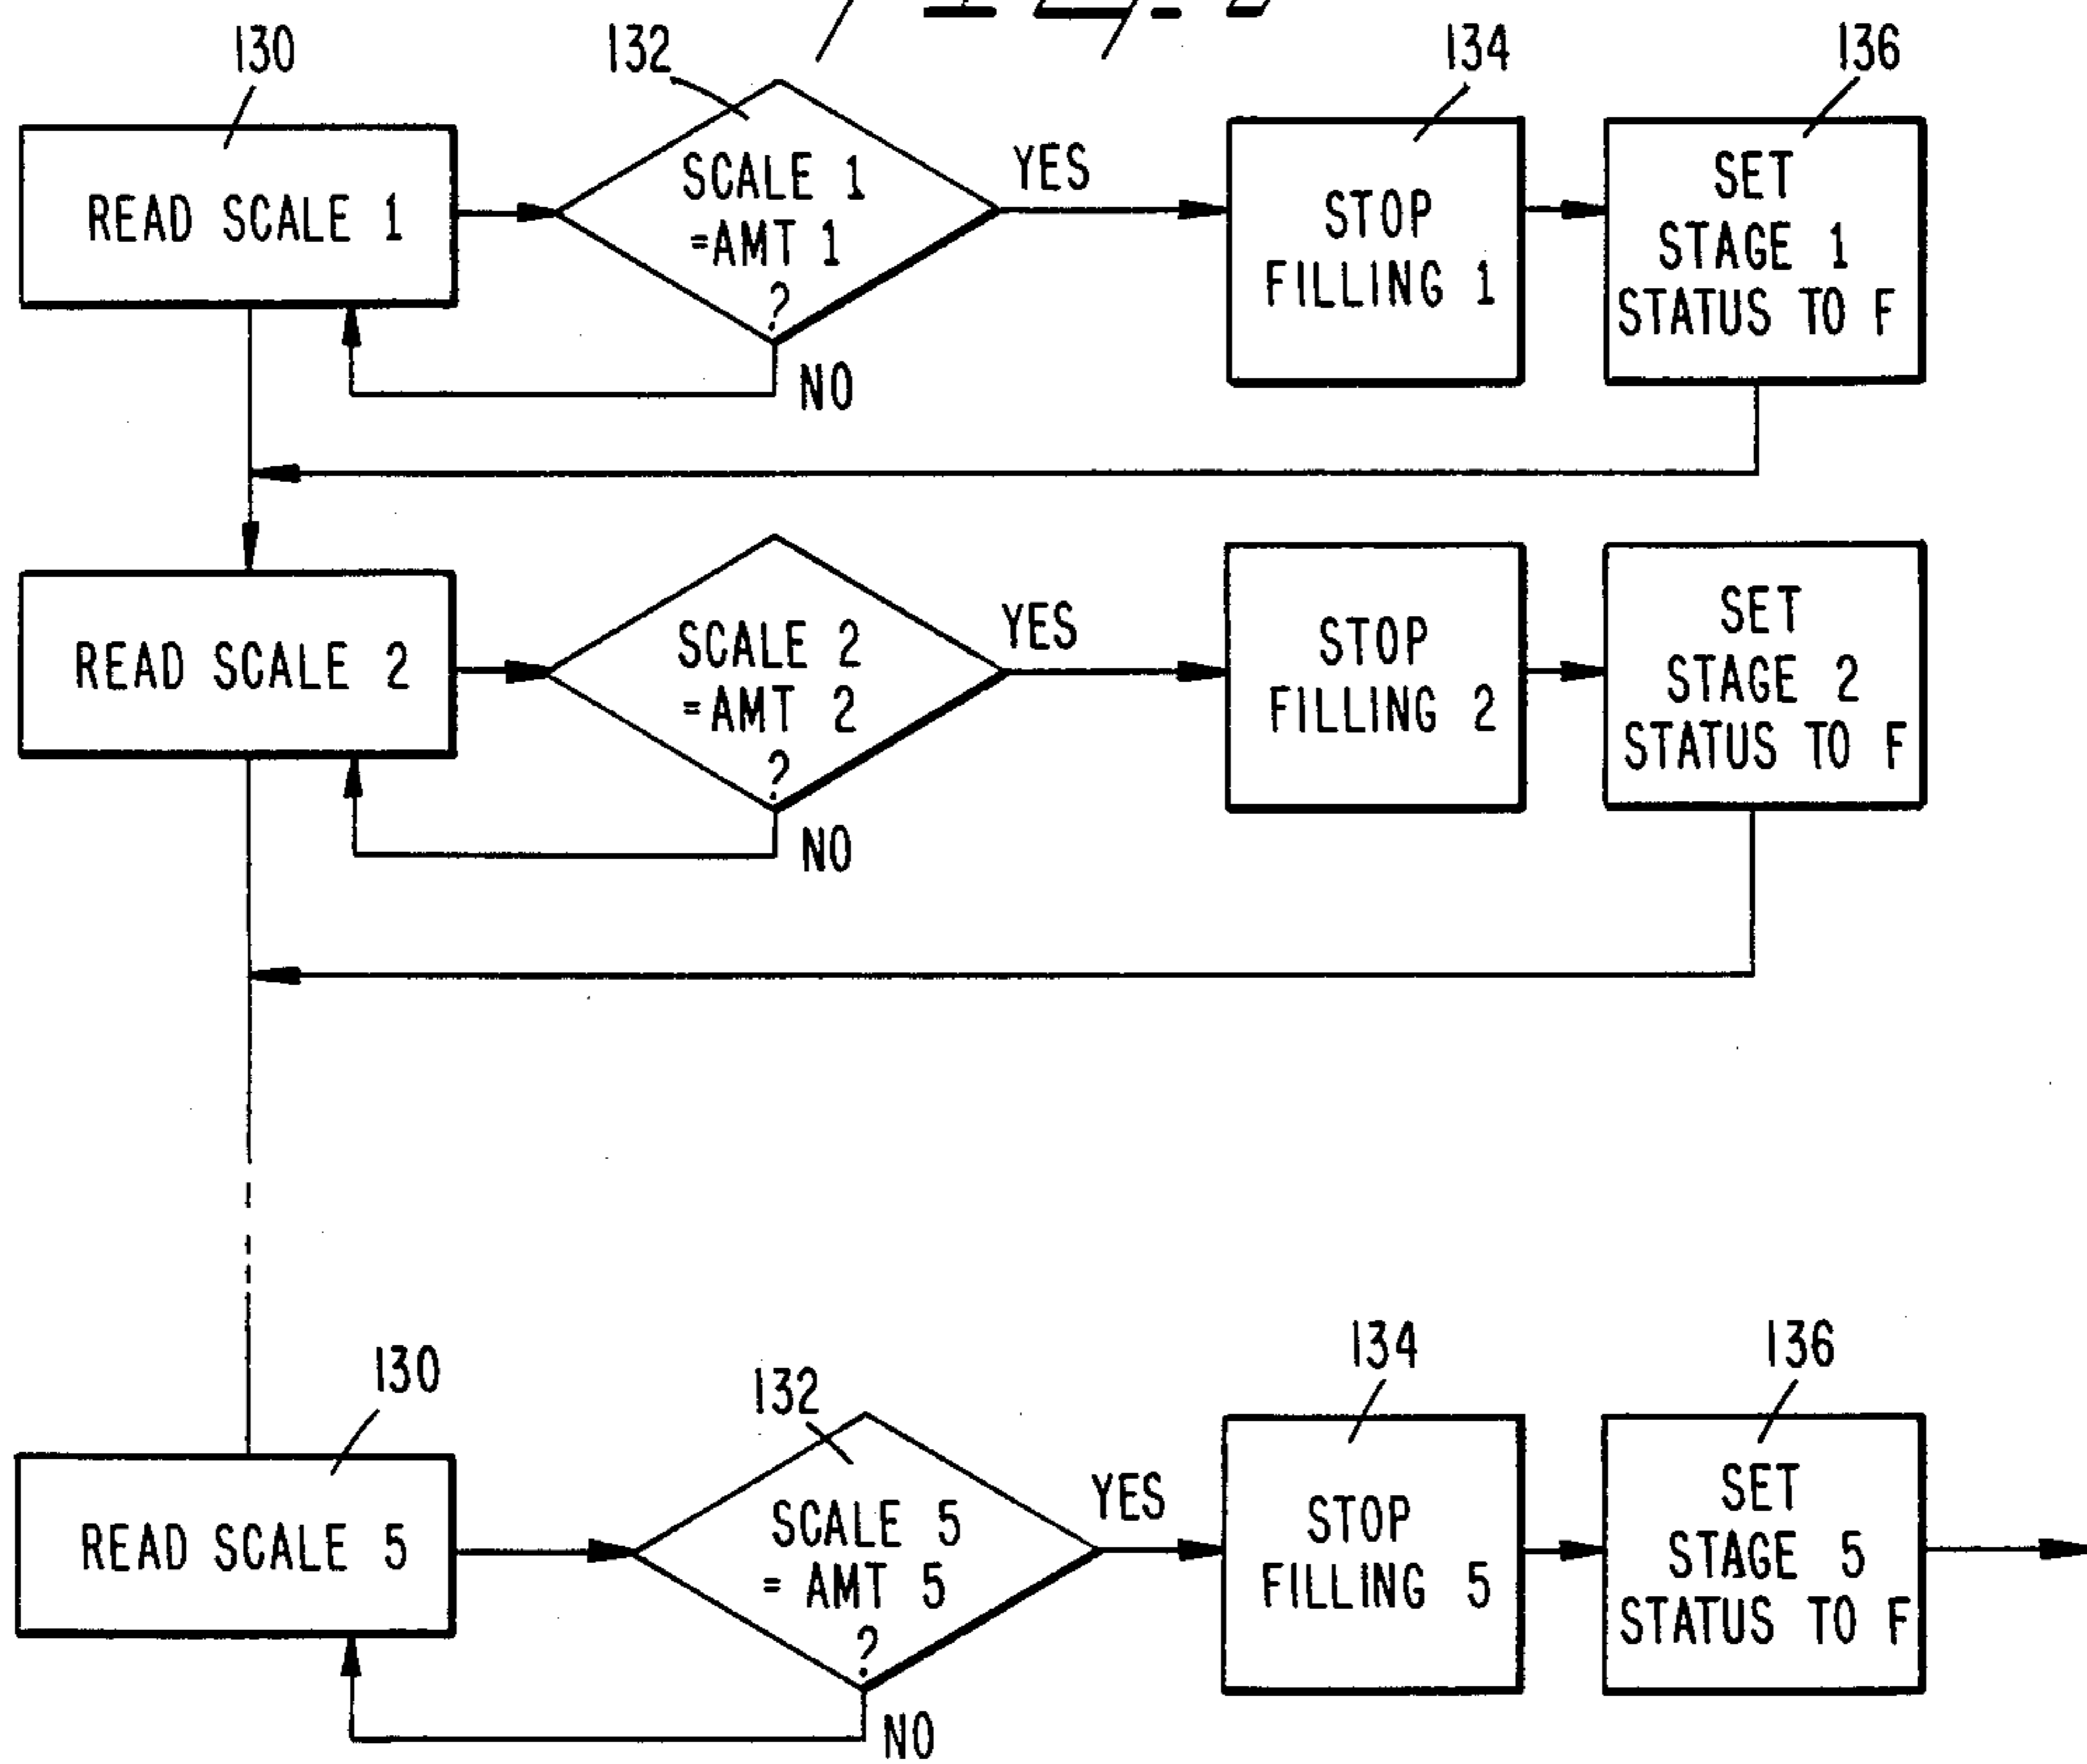 130
132
134
136
READ SCALE 1
SCALE 1
=AMT 1
?
YES
NO
STOP
FILLING 1
SET
STAGE 1
STATUS TO F
READ SCALE 2
SCALE 2
=AMT 2
?
YES
NO
STOP
FILLING 2
SET
STAGE 2
STATUS TO F
130
132
134
136
READ SCALE 5
SCALE 5
= AMT 5
?
YES
NO
STOP
FILLING 5
SET
STAGE 5
STATUS TO F